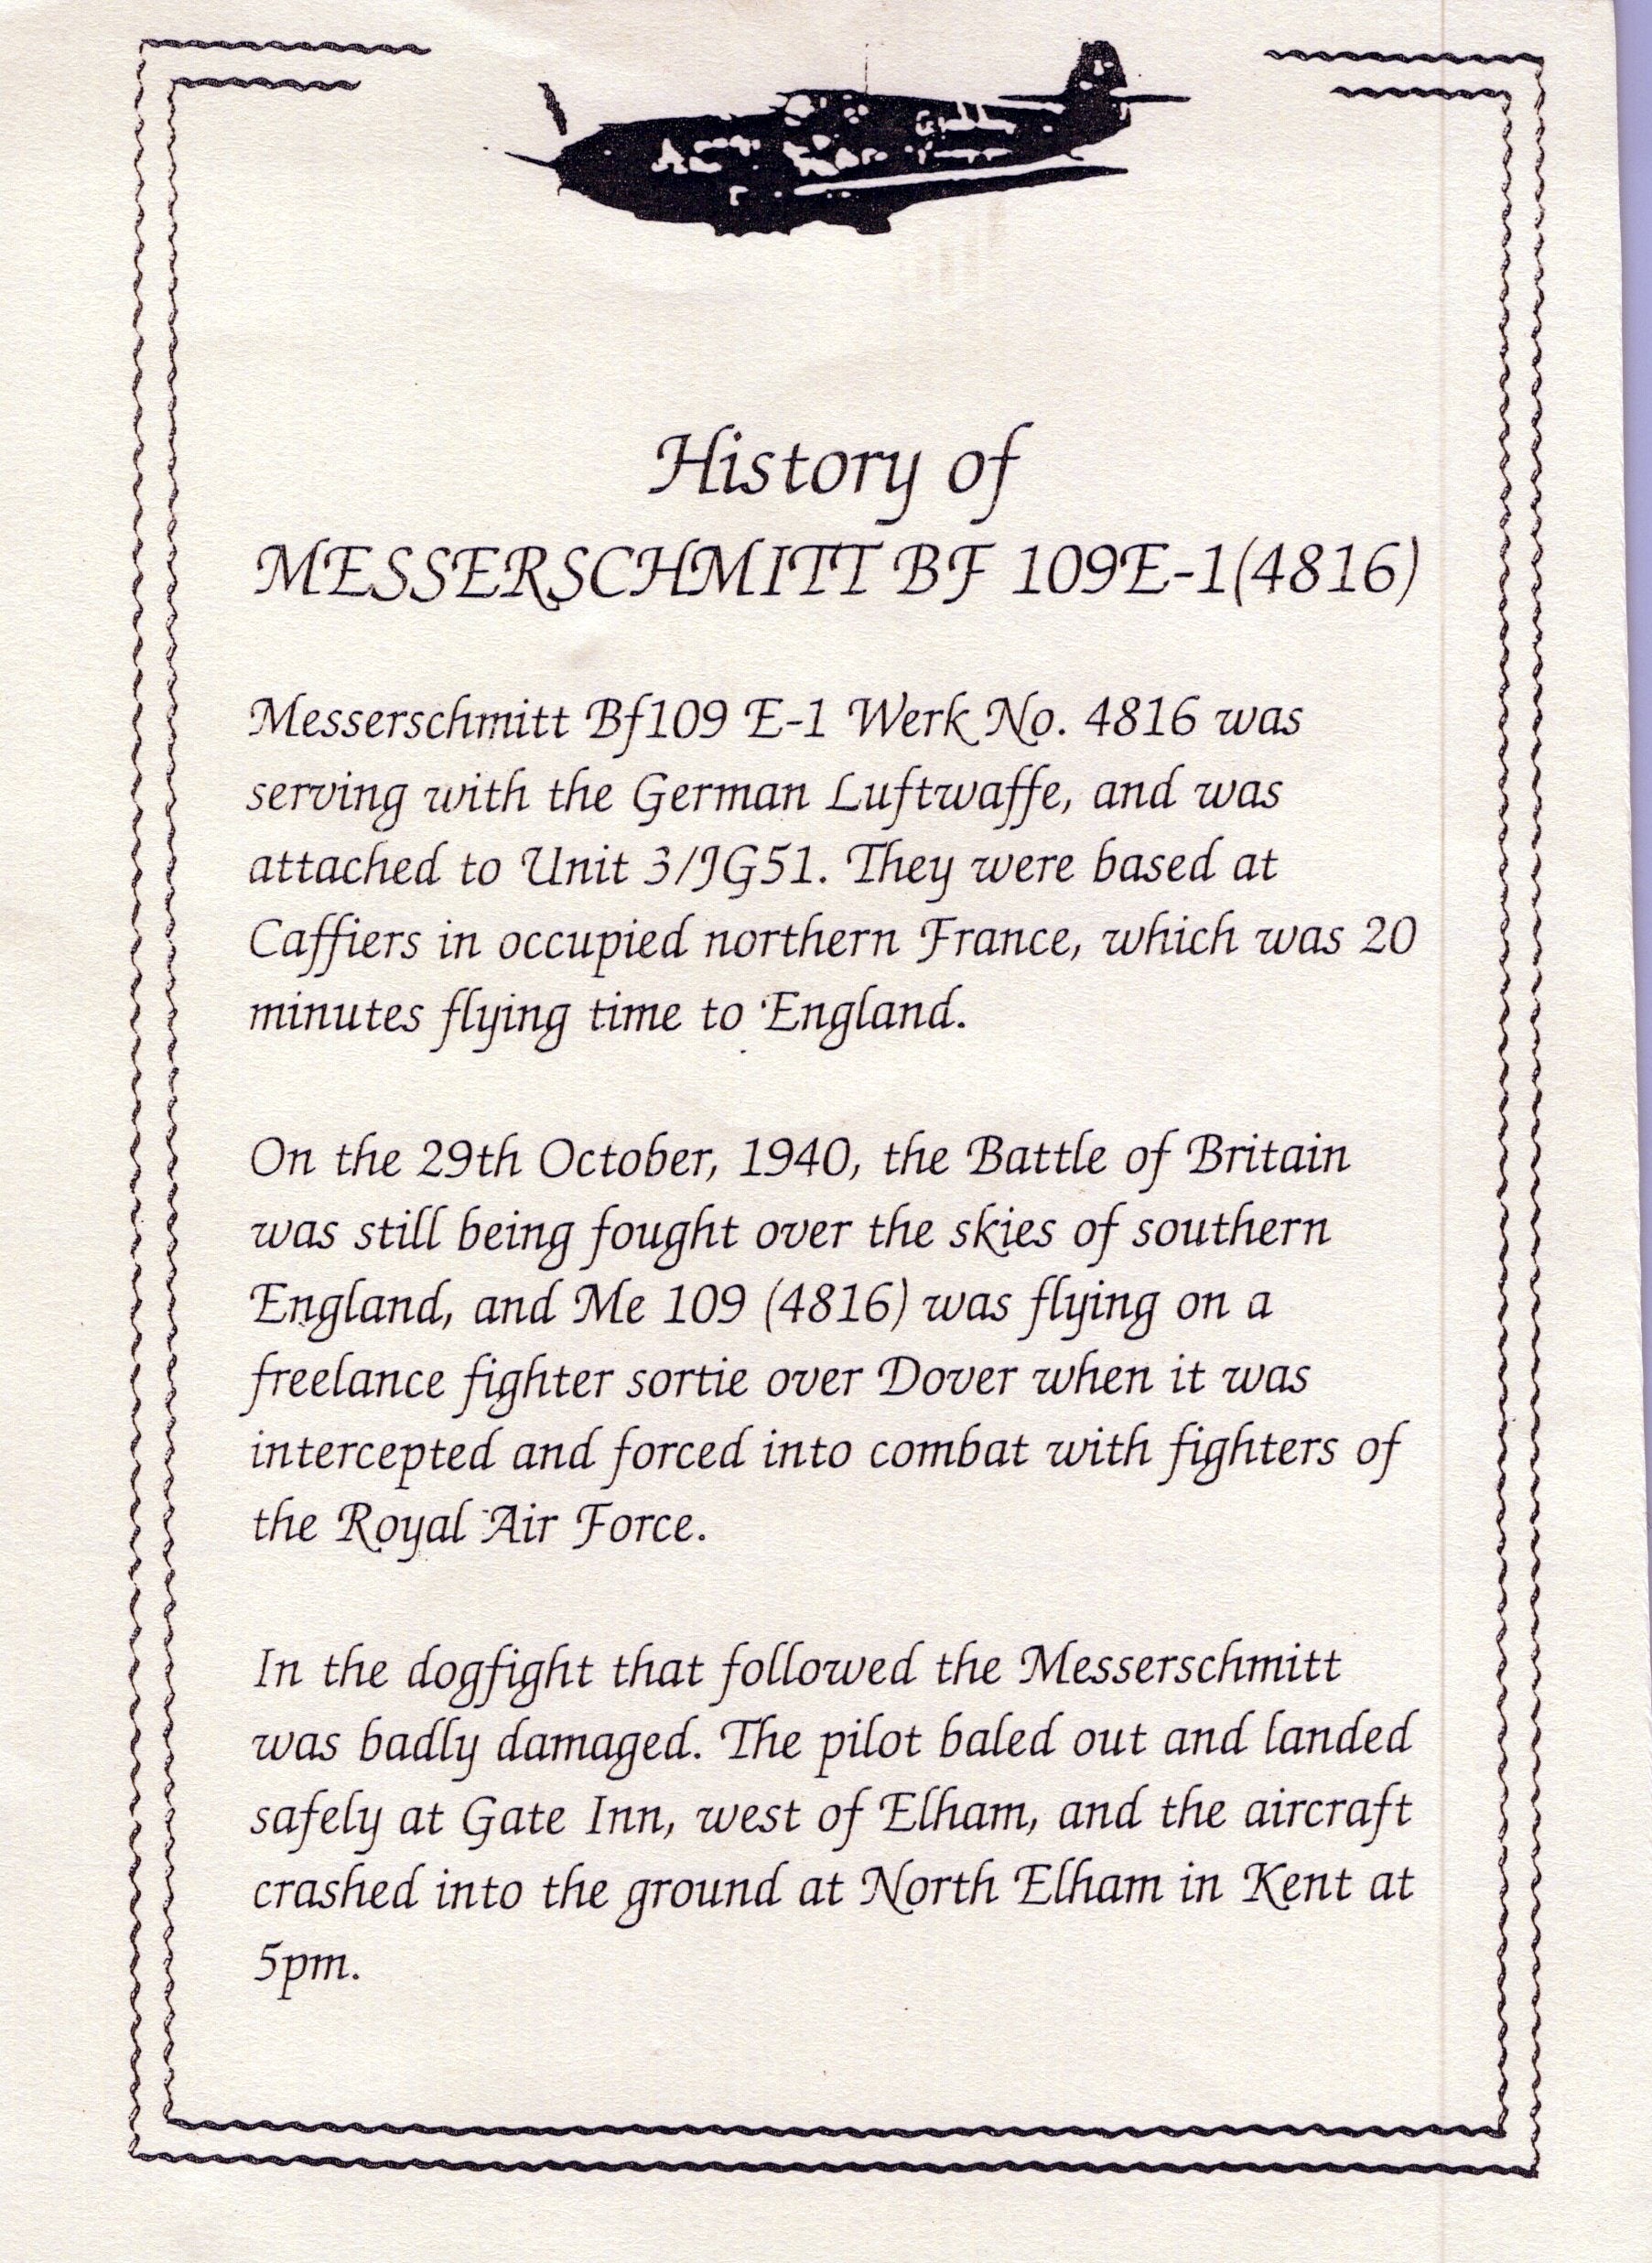 History of
MESSERSCHMITT BF 109E-1(4816)
Messerschmitt Bf109 E-1 Werk No. 4816 was
serving with the German Luftwaffe, and was
attached to Unit 3/JG51. They were based at
Caffiers in occupied northern France, which was 20
minutes flying time to England.
On the 29th October, 1940, the Battle of Britain
was still being fought over the skies of southern
England, and Me 109 (4816) was flying on a
freelance fighter sortie over Dover when it was
intercepted and forced into combat with fighters of
the Royal Air Force.
In the dogfight that followed the Messerschmitt
was badly damaged. The pilot baled out and landed
safely at Gate Inn, west of Elham, and the aircraft
crashed into the ground at North Elham in Kent at
5pm.